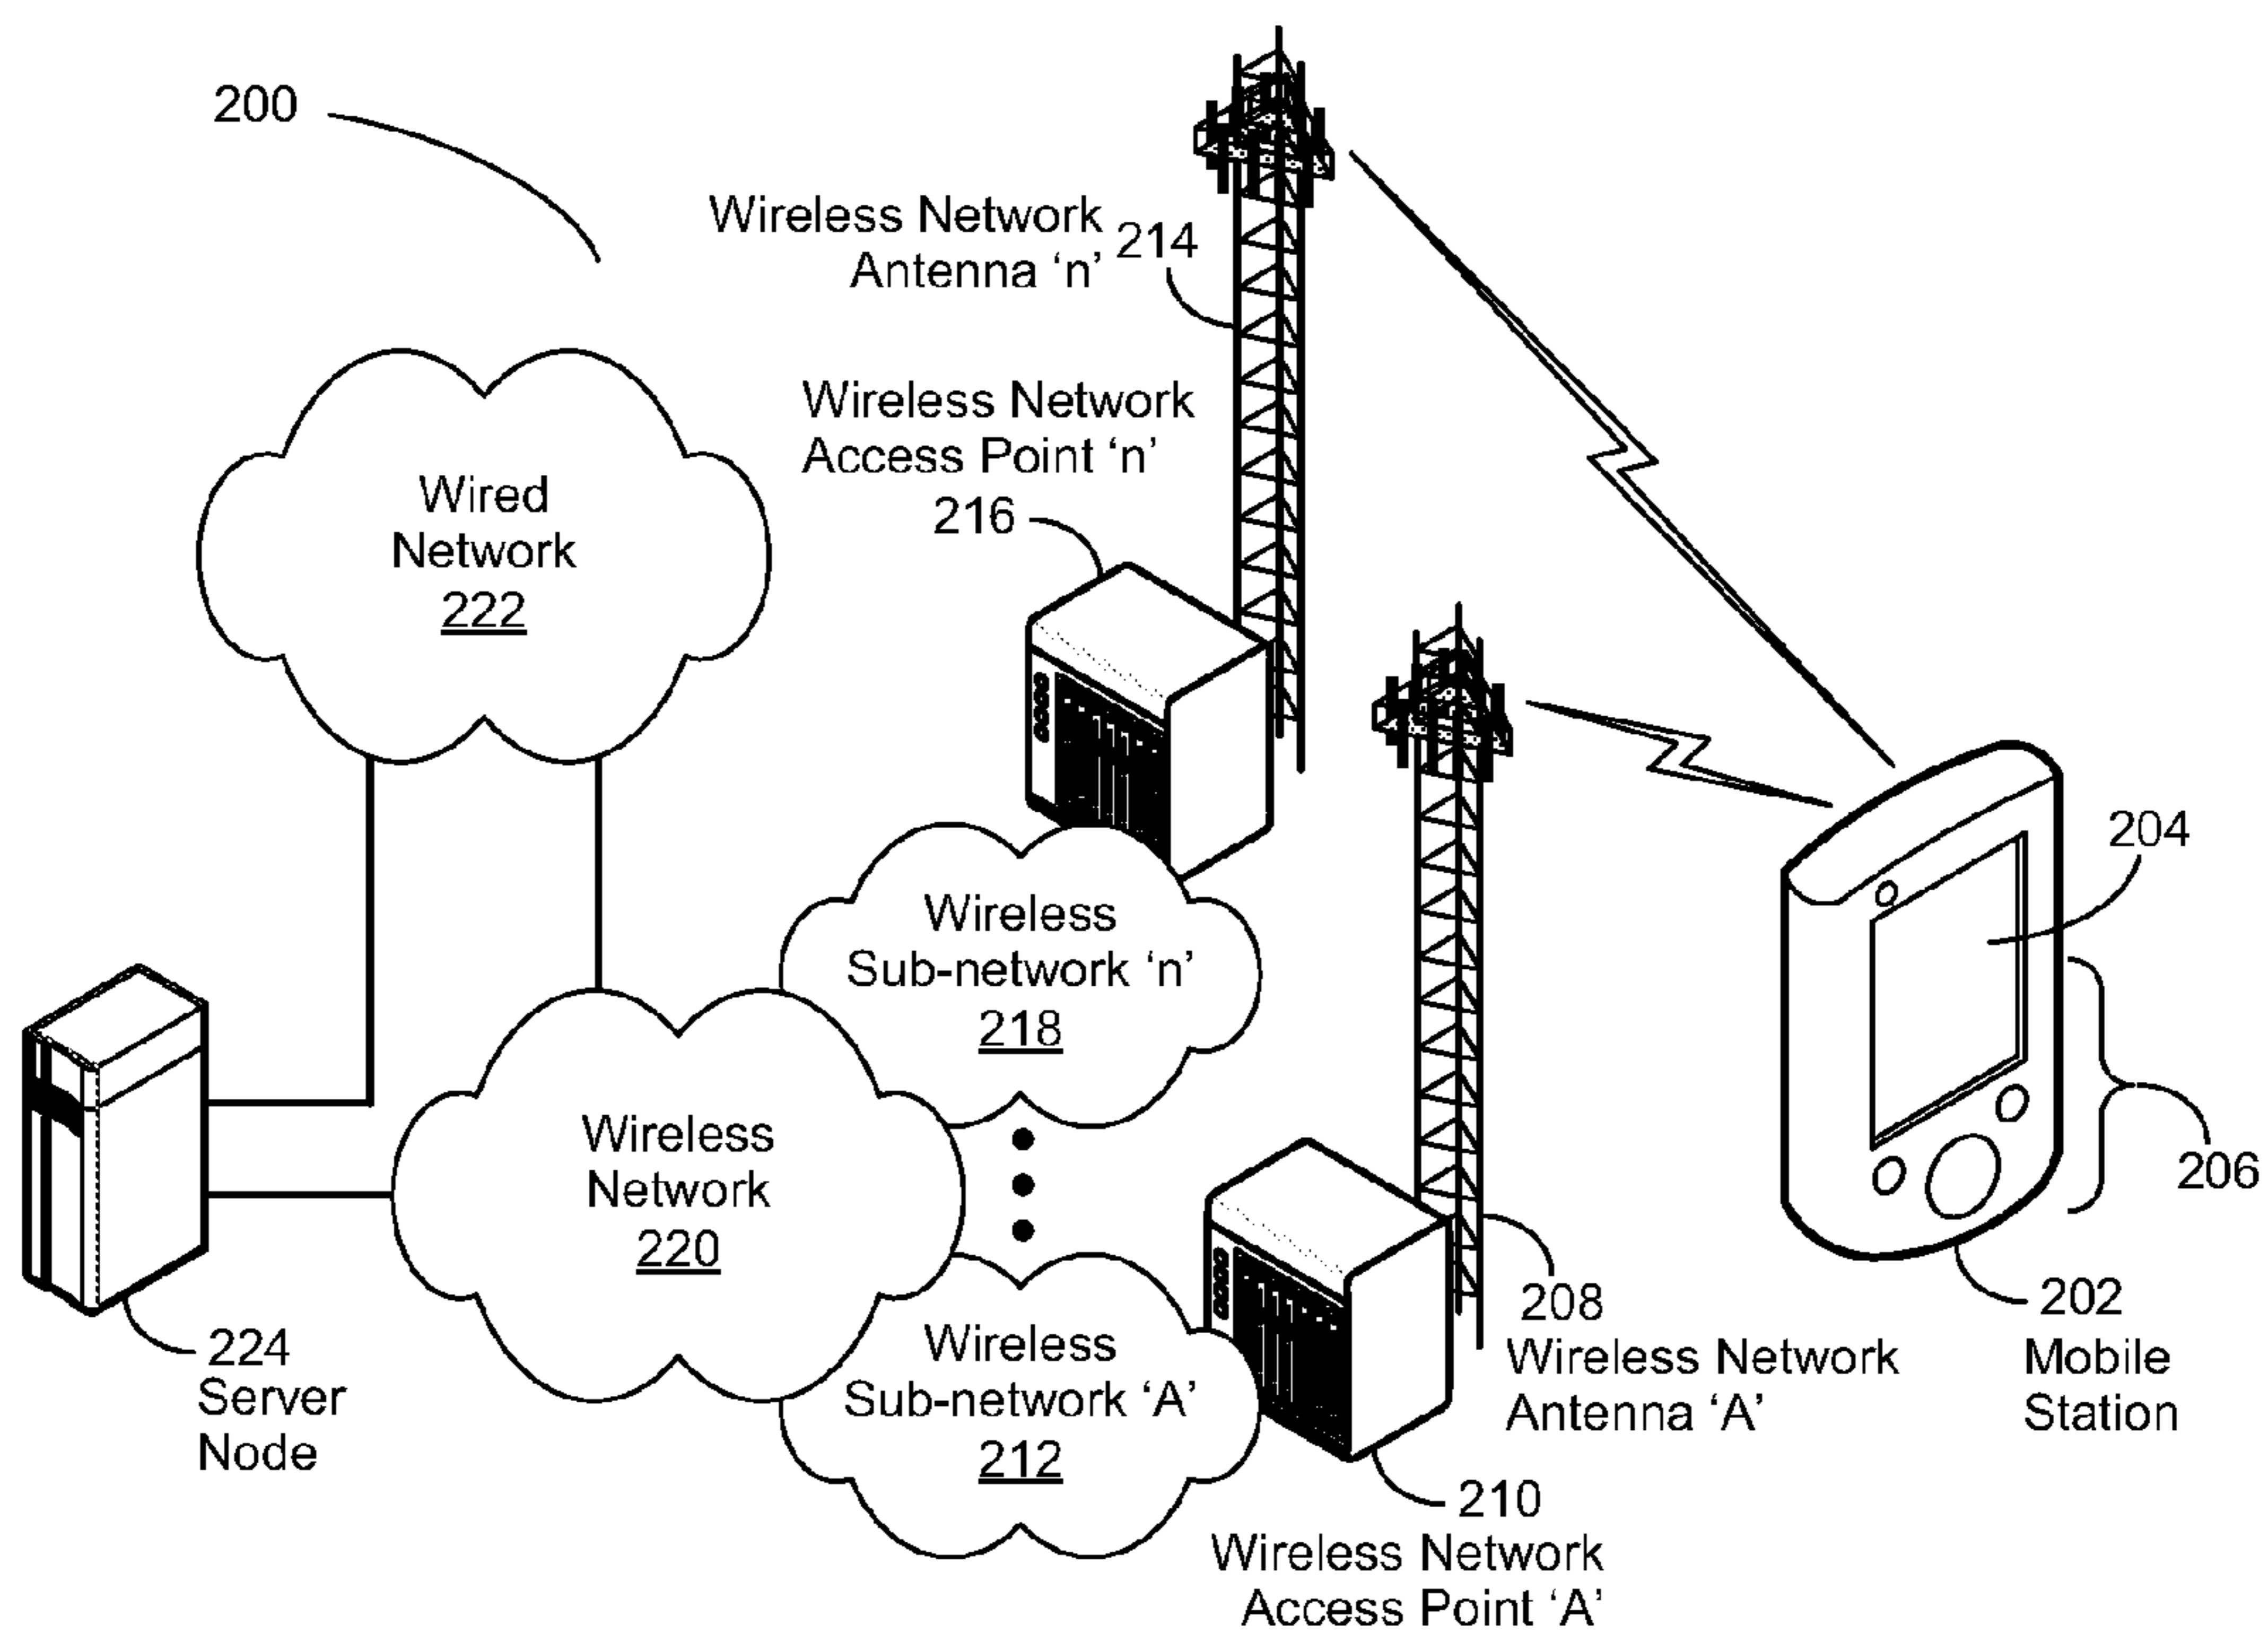 200
Wireless Network
Antenna ‘n’
214
Wireless Network
Access Point ‘n’
216
Wired
Network
222
204
Wireless
Sub-network ‘n’
218
206
Wireless
Network
220
208
Wireless Network
Antenna ‘A’
202
Mobile
Station
224
Server
Node
Wireless
Sub-network ‘A’
212
210
Wireless Network
Access Point ‘A’